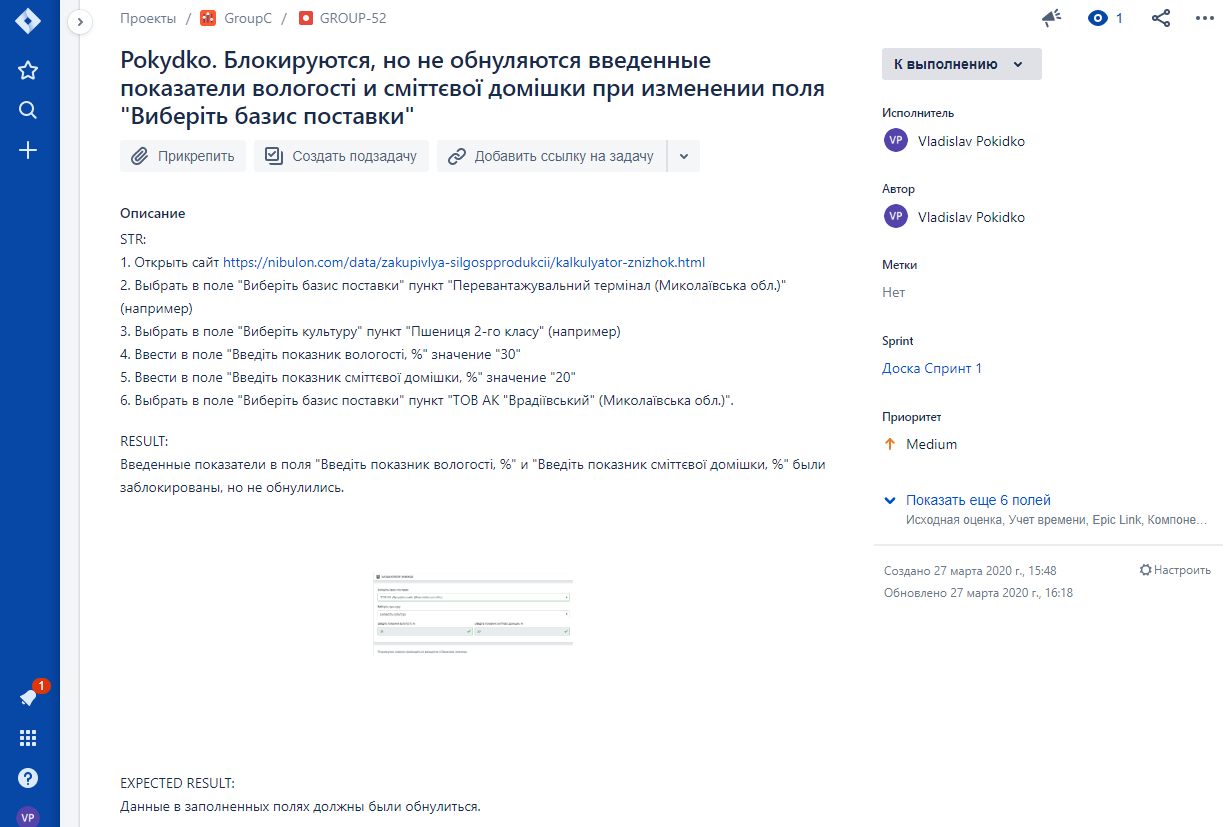 Проекты / GroupC / GROUP-52
1
Pokydko. Блокируются, но не обнуляются введенные
показатели вологості и сміттєвої домішки при изменении поля
"Виберіть базис поставки"
Прикрепить
Создать подзадачу
Добавить ссылку на задачу
Описание
STR:
1. Открыть сайт https://nibulon.com/data/zakupivlya-silgospprodukcii/kalkulyator-znizhok.html
2. Выбрать в поле "Виберіть базис поставки" пункт "Перевантажувальний термінал (Миколаївська обл.)"
(например)
3. Выбрать в поле "Виберіть культуру" пункт "Пшениця 2-го класу" (например)
4. Ввести в поле "Введіть показник вологості, %" значение "30"
5. Ввести в поле "Введіть показник сміттєвої домішки, %" значение "20"
6. Выбрать в поле "Виберіть базис поставки" пункт "ТОВ АК "Врадіївський" (Миколаївська обл.)".
RESULT:
Введенные показатели в поля "Введіть показник вологості, %" и "Введіть показник сміттєвої домішки, %" были
заблокированы, но не обнулились.
EXPECTED RESULT:
Данные в заполненных полях должны были обнулиться.
К выполнению
Исполнитель
VP Vladislav Pokidko
Автор
VP Vladislav Pokidko
Метки
Нет
Sprint
Доска Спринт 1
Приоритет
Medium
Показать еще 6 полей
Исходная оценка, Учет времени, Epic Link, Компоне...
Создано 27 марта 2020 г., 15:48
Настроить
Обновлено 27 марта 2020 г., 16:18
1
VP